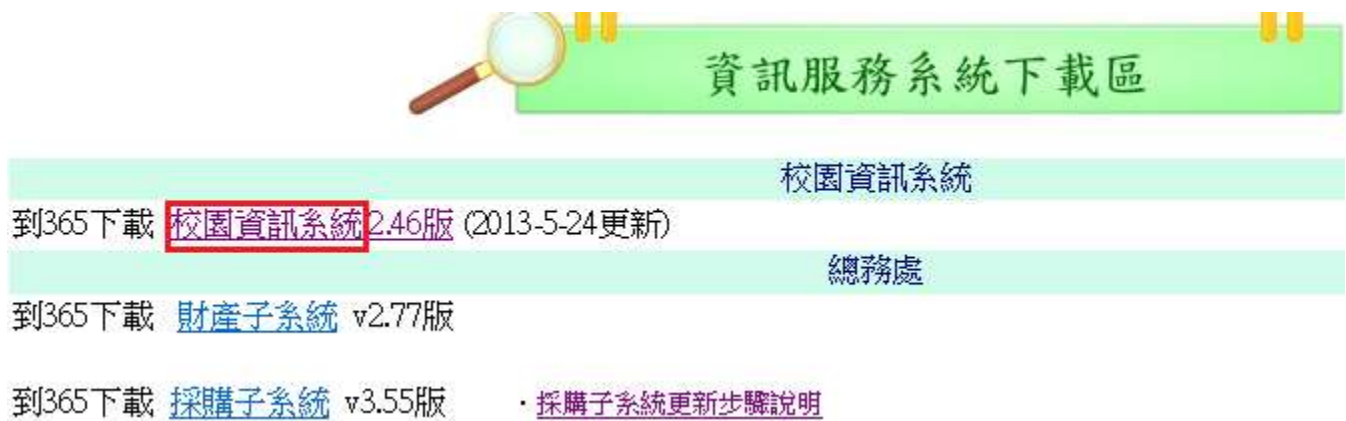 資訊服務系統下載區
校園資訊系統
到365下載 校園資訊系統2.46版 (2013-5-24更新)
總務處
到365下載 財產子系統 v2.77版
到365下載 採購子系統 v3.55版 ·採購子系統更新步驟說明